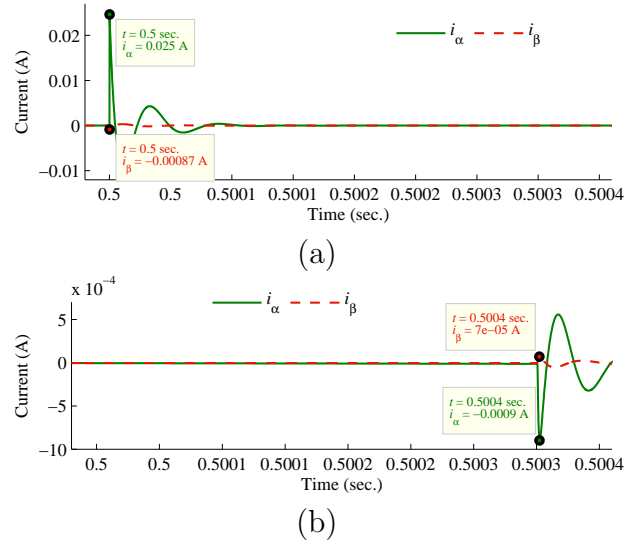 0.02
0.01
0
−0.01
Current (A)
t = 0.5 sec.
i_α = 0.025 A
i_α i_β
t = 0.5 sec.
i_β = −0.00087 A
0.5 0.5 0.5001 0.5001 0.5002 0.5002 0.5003 0.5003 0.5004
Time (sec.)
(a)
x 10⁻⁴
5
0
-5
-10
Current (A)
i_α i_β
t = 0.5004 sec.
i_β = 7e−05 A
t = 0.5004 sec.
i_α = −0.0009 A
0.5 0.5 0.5001 0.5001 0.5002 0.5002 0.5003 0.5003 0.5004
Time (sec.)
(b)